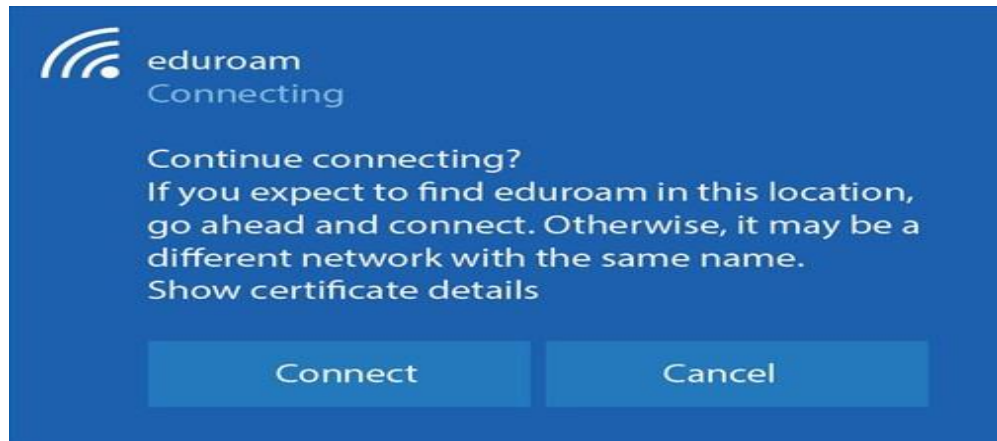 eduroam
Connecting
Continue connecting?
If you expect to find eduroam in this location,
go ahead and connect. Otherwise, it may be a
different network with the same name.
Show certificate details
Connect
Cancel